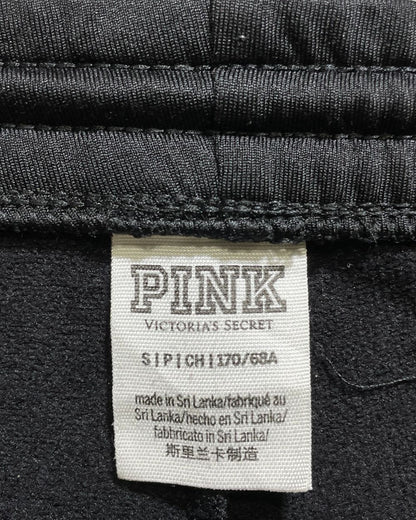 PINK
VICTORIA'S SECRET
S|P|CH|170/68A
made in Sri Lanka/fabriqué au
Sri Lanka/hecho en Sri Lanka/
fabbricato in Sri Lanka/
斯里兰卡制造